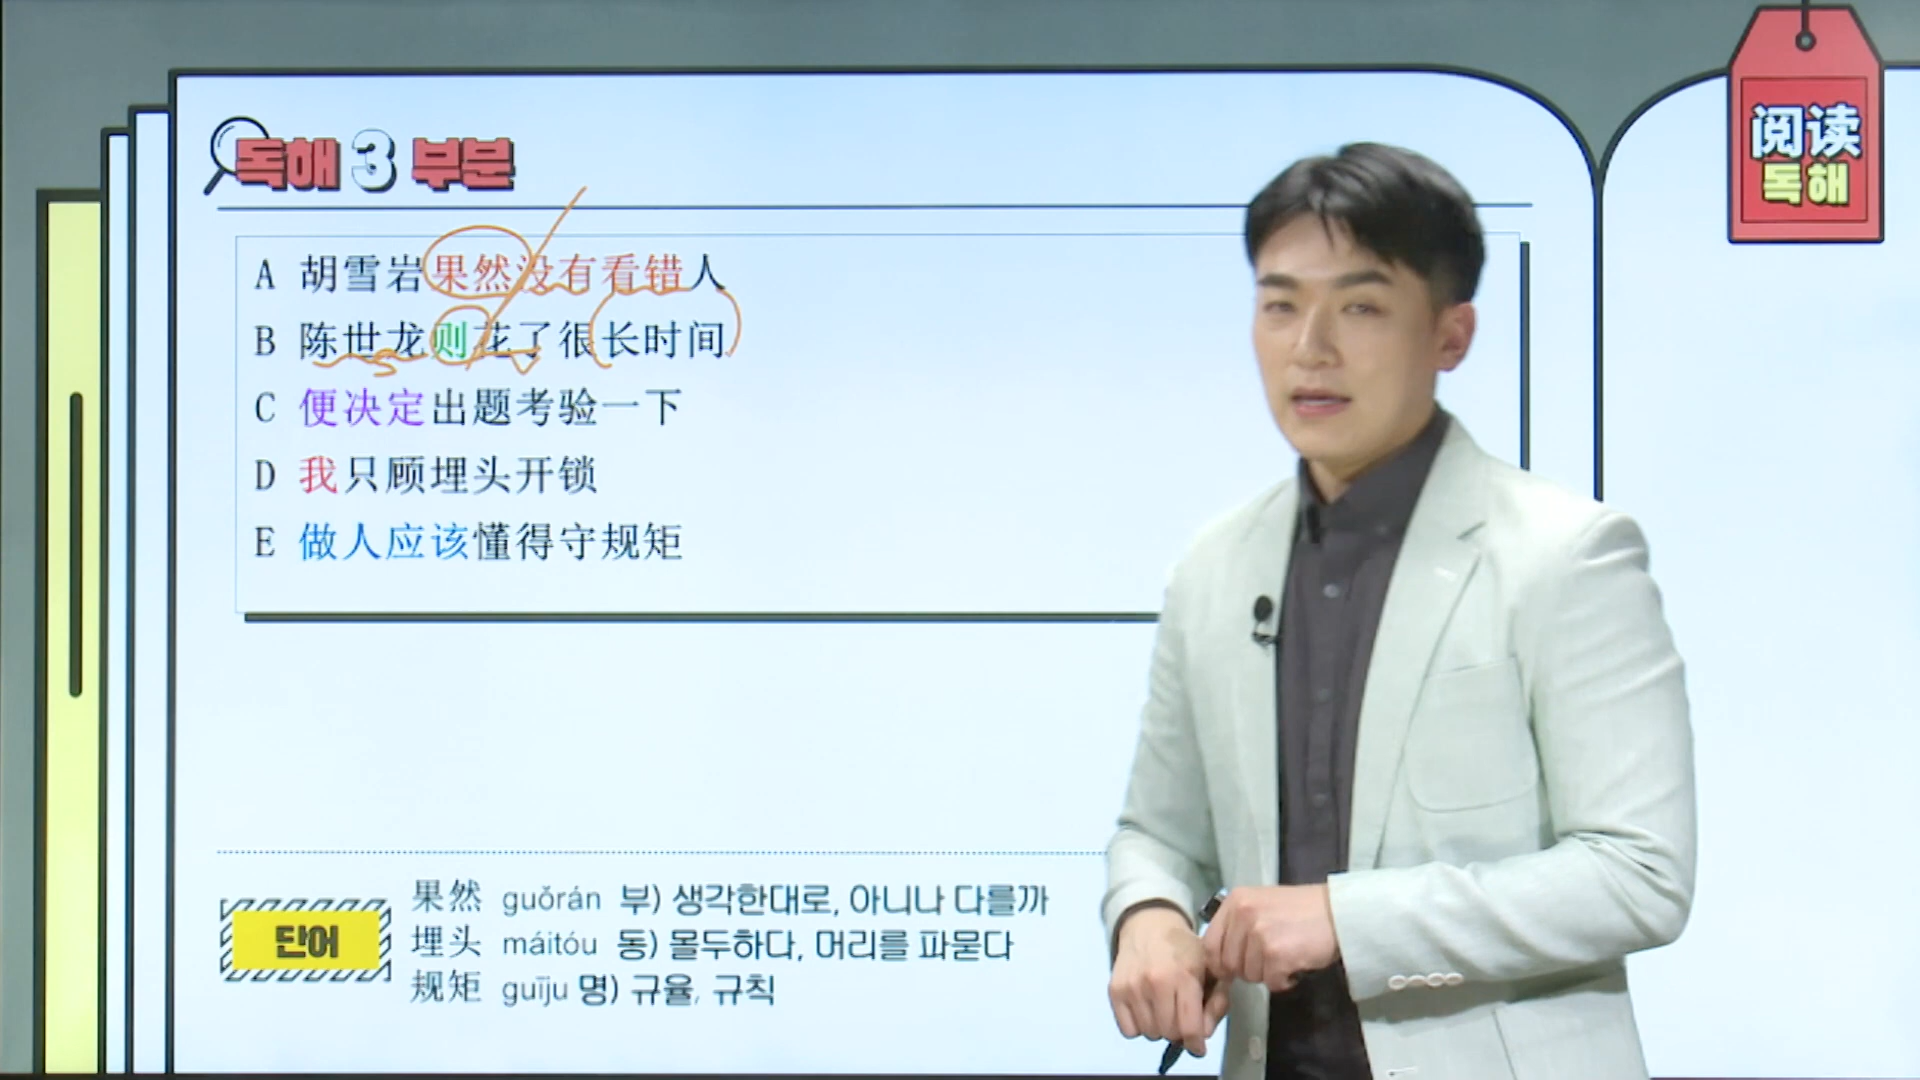 阅读
독해
독해 3 부분
A 胡雪岩果然没有看错人
B 陈世龙则花了很长时间
C 便决定出题考验一下
D 我只顾埋头开锁
E 做人应该懂得守规矩
단어
果然 guǒrán 부) 생각한대로, 아니나 다를까
埋头 máitóu 동) 몰두하다, 머리를 파묻다
规矩 guīju 명) 규율, 규칙